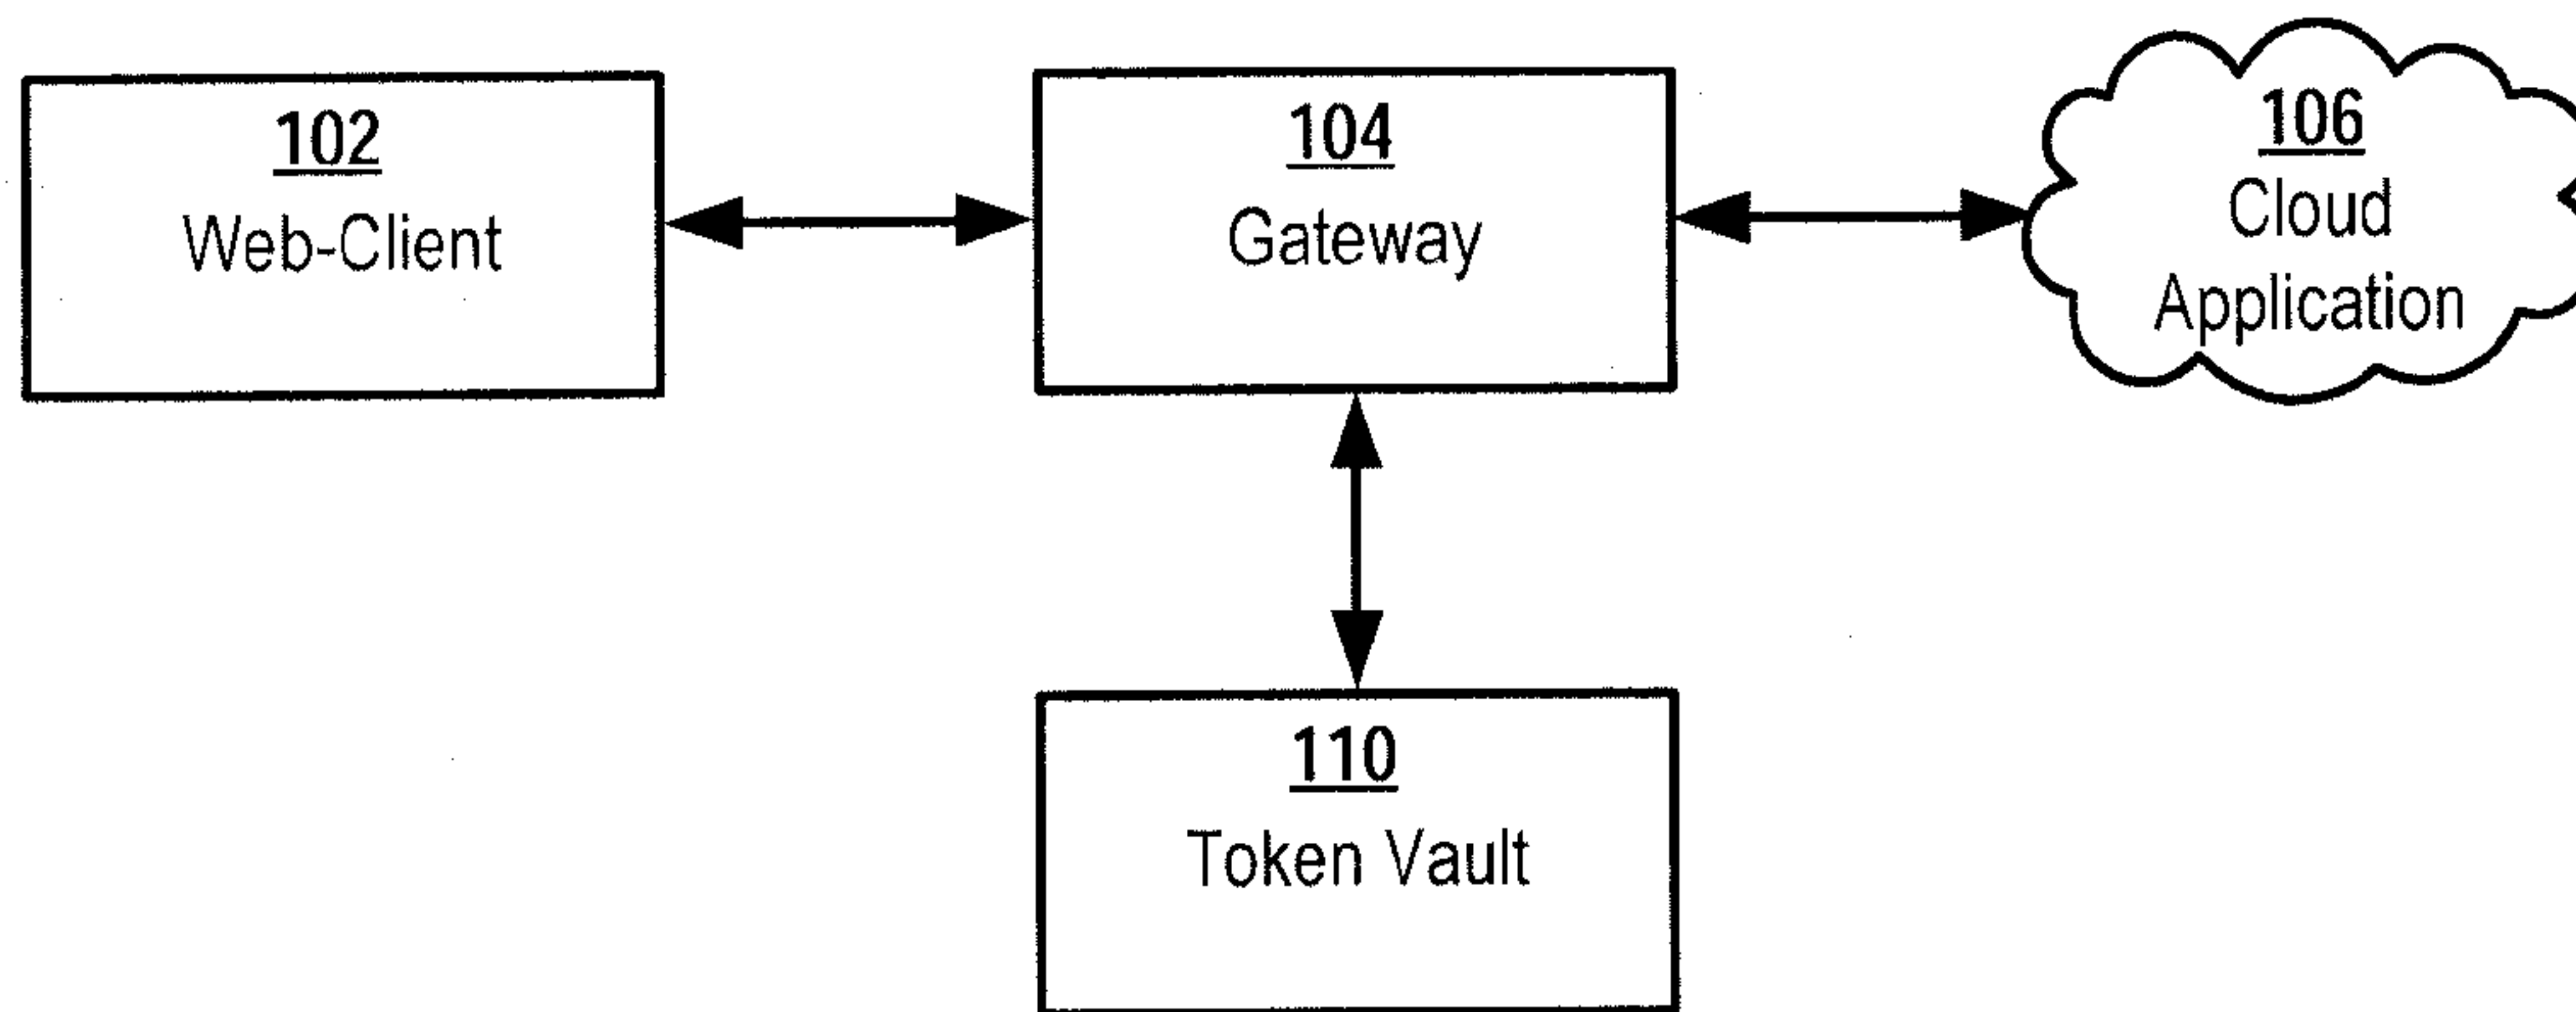 102
Web-Client
104
Gateway
106
Cloud
Application
110
Token Vault